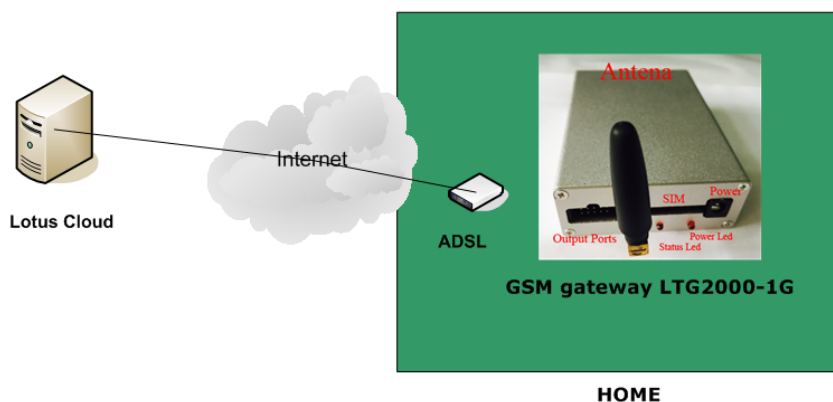 Antena
Internet
SIM
Power
Lotus Cloud
ADSL
Output Ports
Power Led
Status Led
GSM gateway LTG2000-1G
HOME